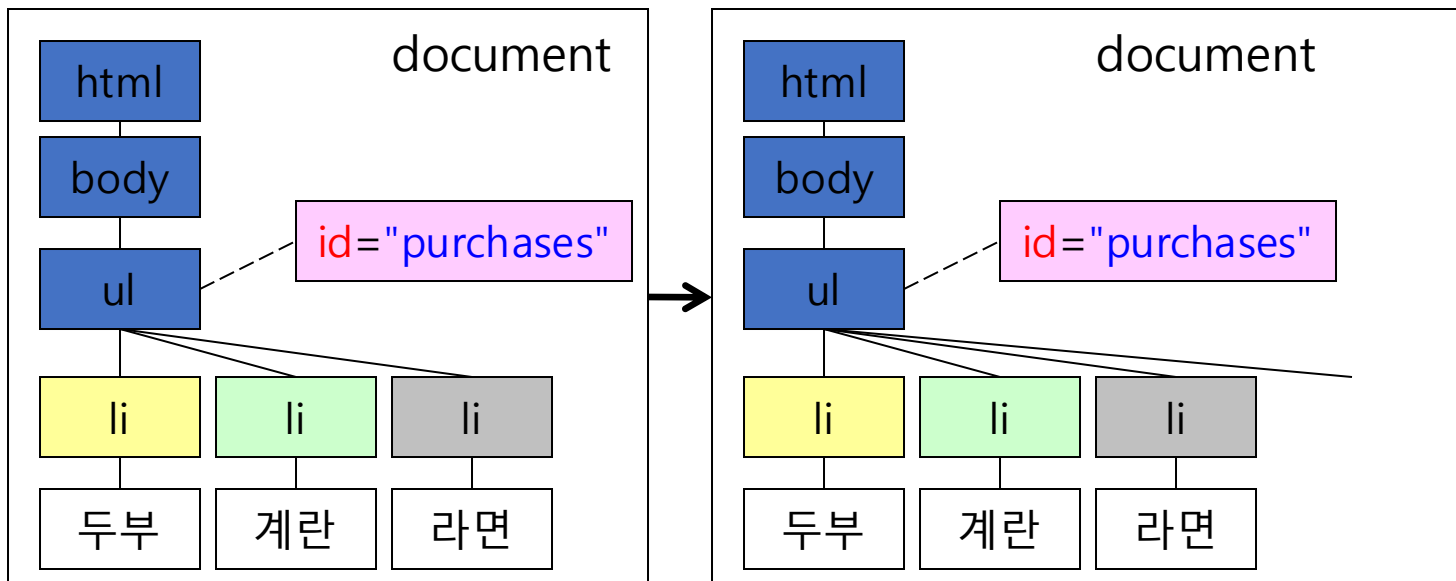 document
html
body
id="purchases"
ul
li li li
두부 계란 라면
document
html
body
id="purchases"
ul
li li li
두부 계란 라면